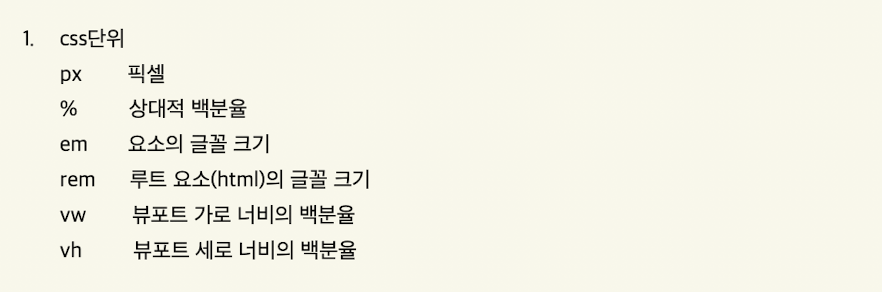 1. css단위
px 픽셀
% 상대적 백분율
em 요소의 글꼴 크기
rem 루트 요소(html)의 글꼴 크기
vw 뷰포트 가로 너비의 백분율
vh 뷰포트 세로 너비의 백분율